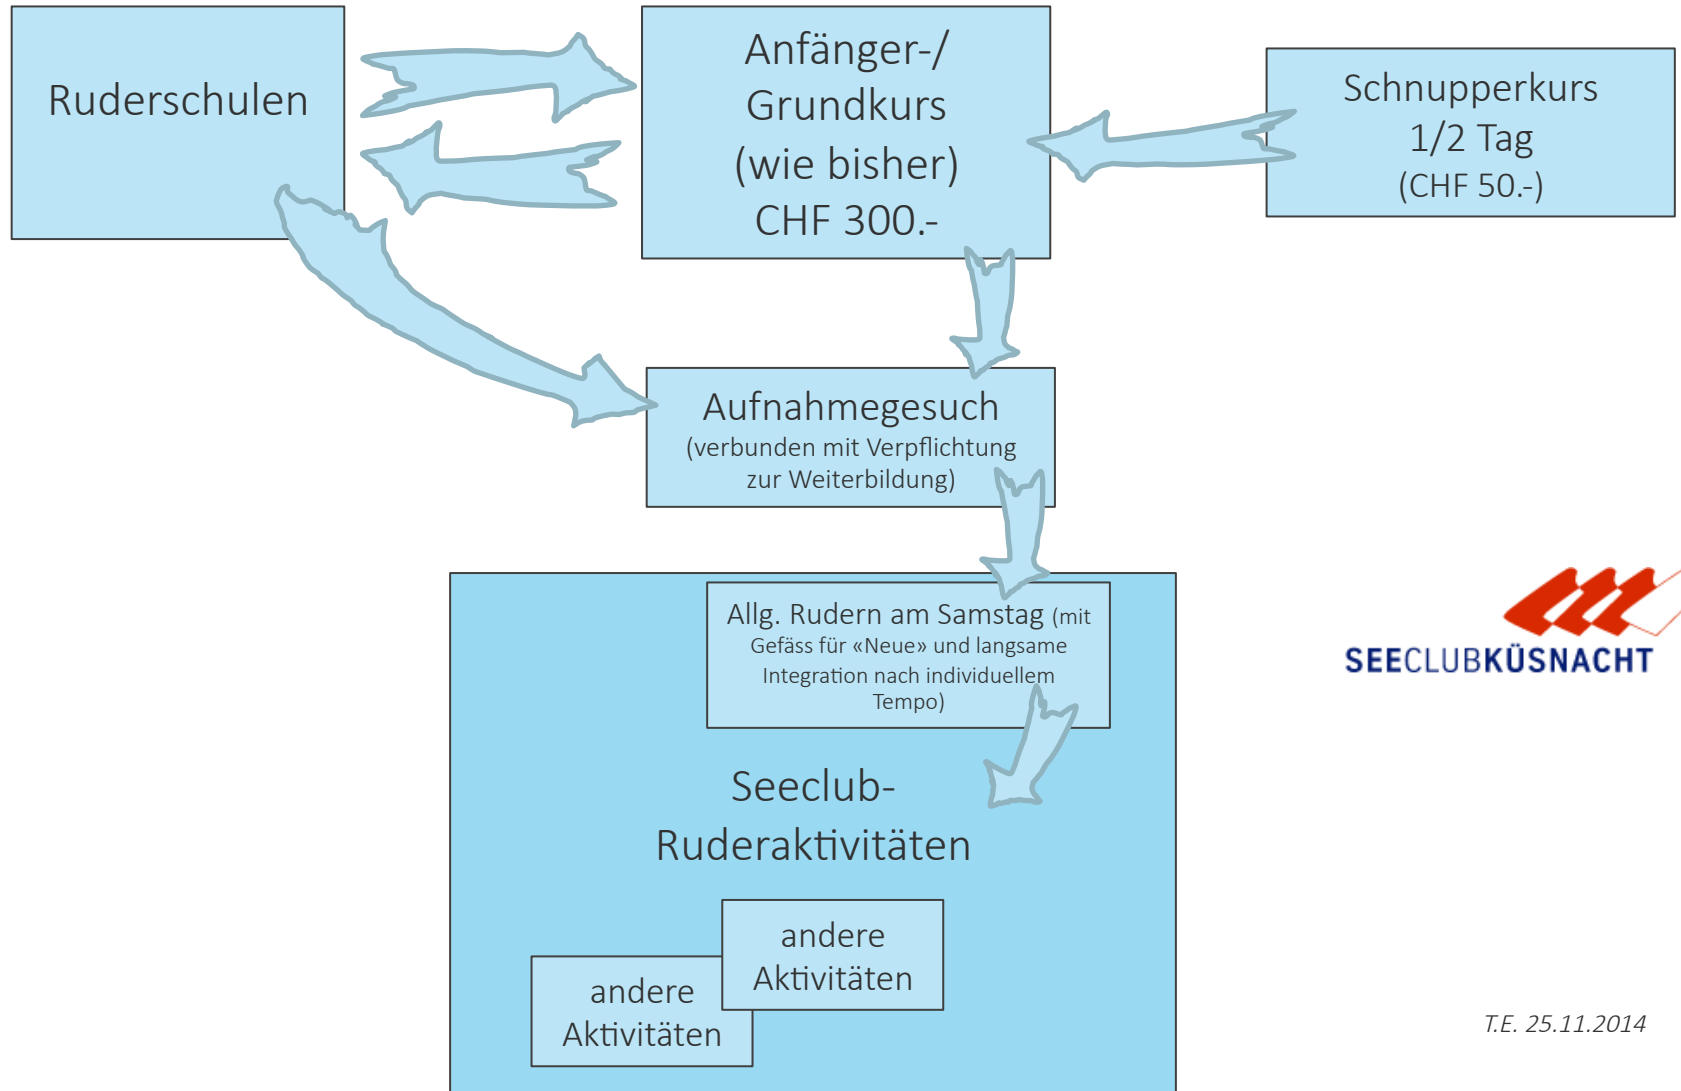 Ruderschulen
Anfänger-/
Grundkurs
(wie bisher)
CHF 300.-
Schnupperkurs
1/2 Tag
(CHF 50.-)
Aufnahmegesuch
(verbunden mit Verpflichtung
zur Weiterbildung)
Allg. Rudern am Samstag (mit
Gefäss für «Neue» und langsame
Integration nach individuellem
Tempo)
SEECLUBKÜSNACHT
Seeclub-
Ruderaktivitäten
andere
Aktivitäten
andere
Aktivitäten
T.E. 25.11.2014